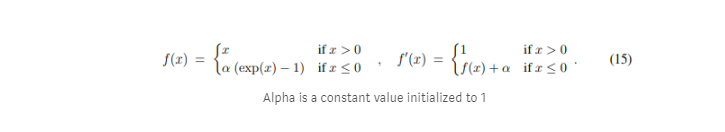 f(x) = { x if x > 0 , f′(x) = { 1 if x > 0 . (15)
α (exp(x) − 1) if x ≤ 0 f(x) + α if x ≤ 0
Alpha is a constant value initialized to 1